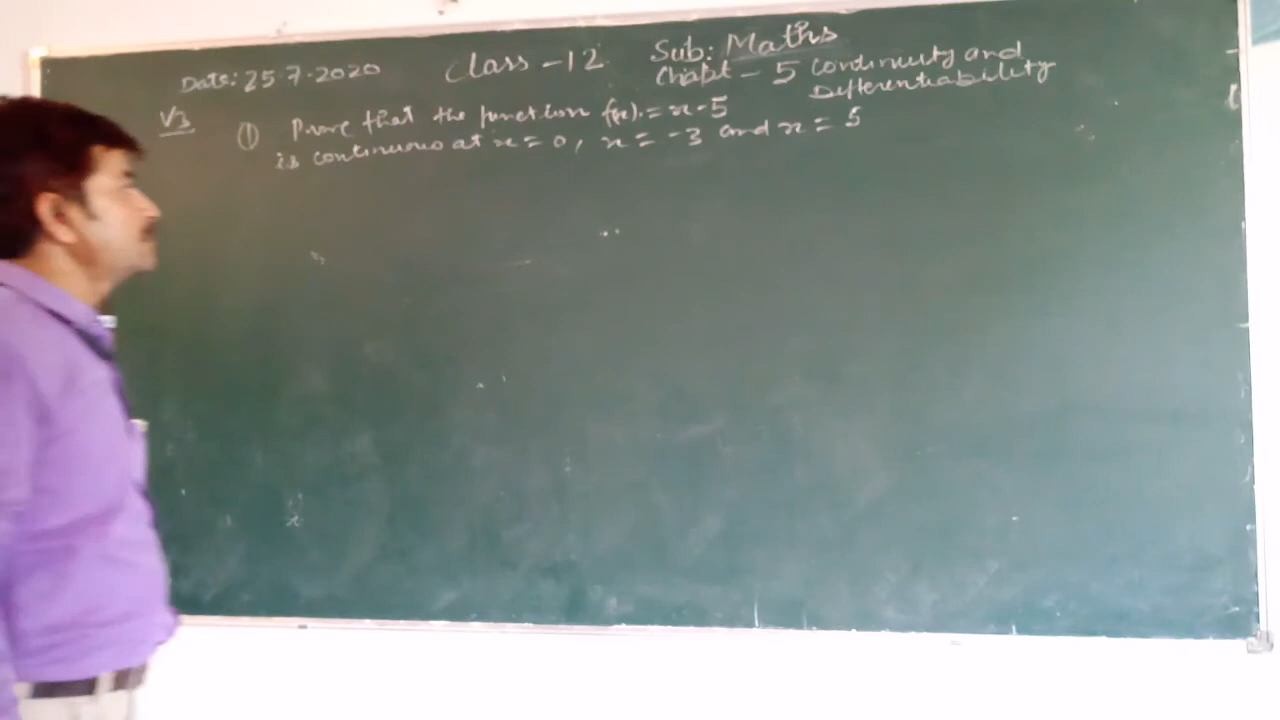 Date: 25.7.2020 Class - 12 Sub: Maths
Chapt - 5 Continuity and
Differentiability
V3
① Prove that the function f(x) = x - 5
is continuous at x = 0, x = -3 and x = 5
x